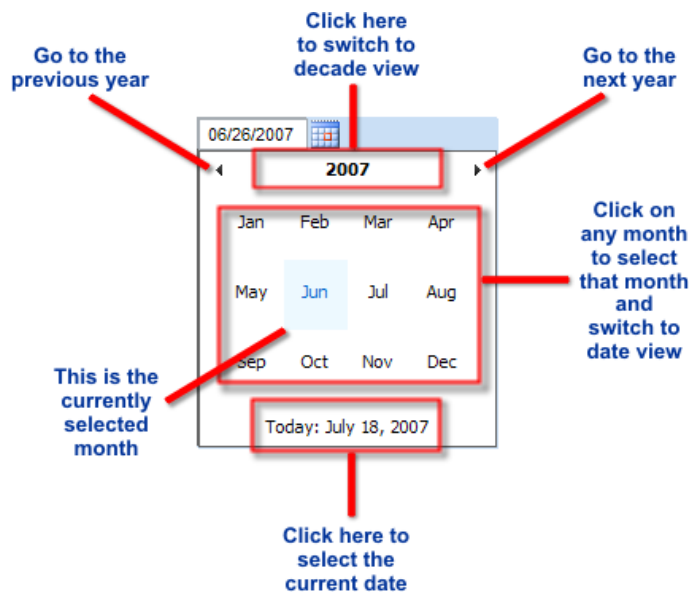 Click here
to switch to
decade view
Go to the
previous year
Go to the
next year
06/26/2007
2007
Jan Feb Mar Apr
May Jun Jul Aug
Sep Oct Nov Dec
Click on
any month
to select
that month
and
switch to
date view
This is the
currently
selected
month
Today: July 18, 2007
Click here to
select the
current date